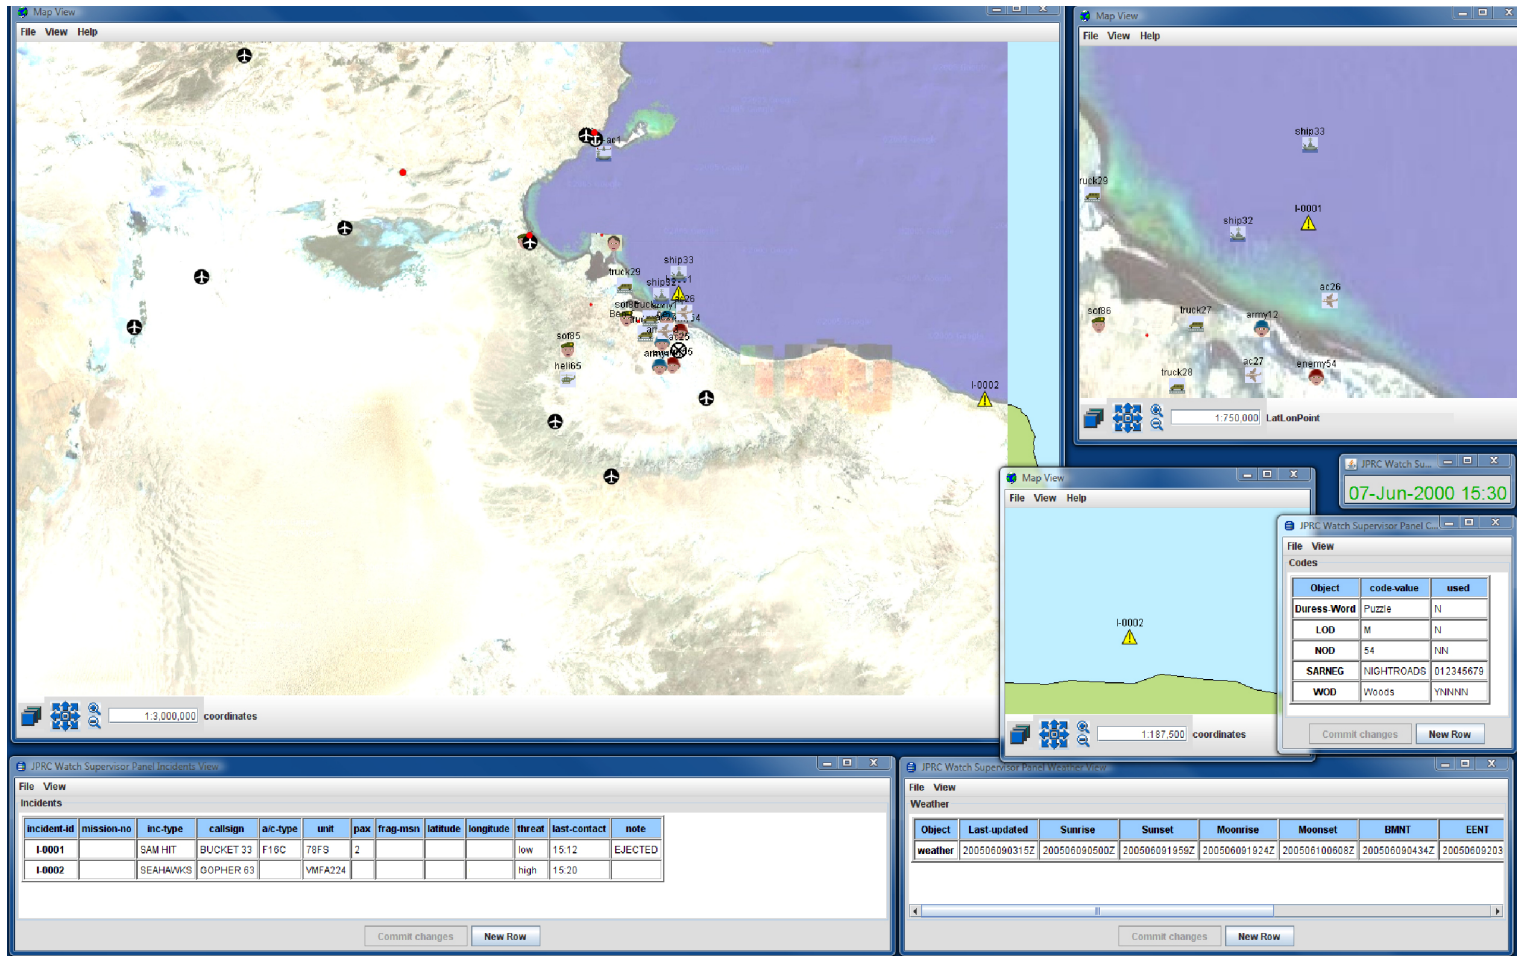 Map View
File View Help
ship33
ship32
truck29
sof85
heli65
ac25
I-0002
1:3,000,000 coordinates
Map View
File View Help
ship33
I-0001
ship32
ruck29
ac26
sof86
truck27
army12
ac27
enemy54
truck28
1:750,000 LatLonPoint
JPRC Watch Su...
07-Jun-2000 15:30
Map View
File View Help
I-0002
1:187,500 coordinates
JPRC Watch Supervisor Panel C...
File View
Codes
Object code-value used
Duress-Word Puzzle N
LOD M N
NOD 54 NN
SARNEG NIGHTROADS 012345679
WOD Woods YNNNN
Commit changes New Row
JPRC Watch Supervisor Panel Incidents View
File View
Incidents
incident-id mission-no inc-type callsign a/c-type unit pax frag-msn latitude longitude threat last-contact note
I-0001 SAM HIT BUCKET 33 F16C 78FS 2 low 15:12 EJECTED
I-0002 SEAHAWKS GOPHER 63 VMFA224 high 15:20
Commit changes New Row
JPRC Watch Supervisor Panel Weather View
File View
Weather
Object Last-updated Sunrise Sunset Moonrise Moonset BMNT EENT
weather 200506090315Z 200506090500Z 200506091959Z 200506091924Z 200506100608Z 200506090434Z 20050609203
Commit changes New Row